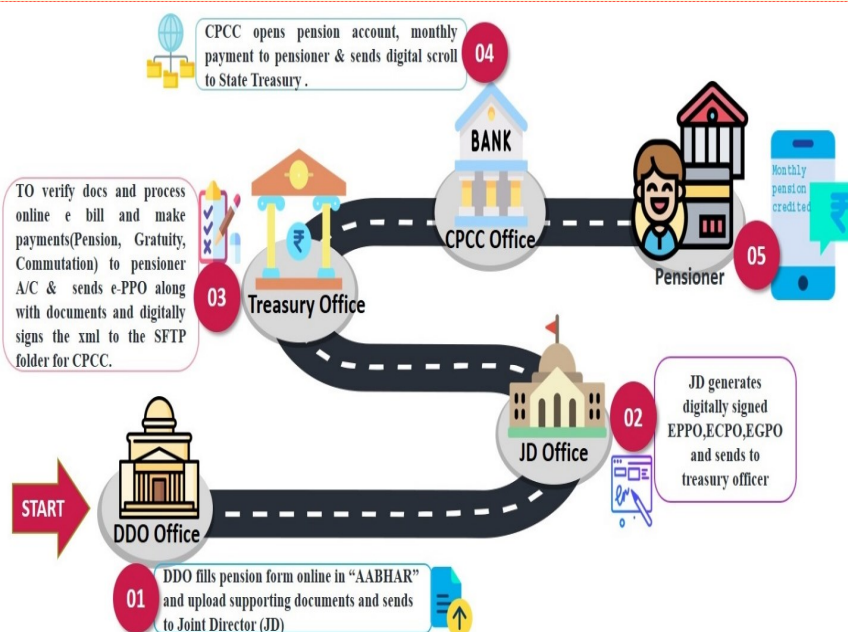 CPCC opens pension account, monthly
payment to pensioner & sends digital scroll
to State Treasury .
04
BANK
CPCC Office
Monthly
pension
credited
₹
05
Pensioner
TO verify docs and process
online e bill and make
payments(Pension, Gratuity,
Commutation) to pensioner
A/C & sends e-PPO along
with documents and digitally
signs the xml to the SFTP
folder for CPCC.
03
₹
Treasury Office
JD Office
02
JD generates
digitally signed
EPPO,ECPO,EGPO
and sends to
treasury officer
START
DDO Office
01
DDO fills pension form online in “AABHAR”
and upload supporting documents and sends
to Joint Director (JD)